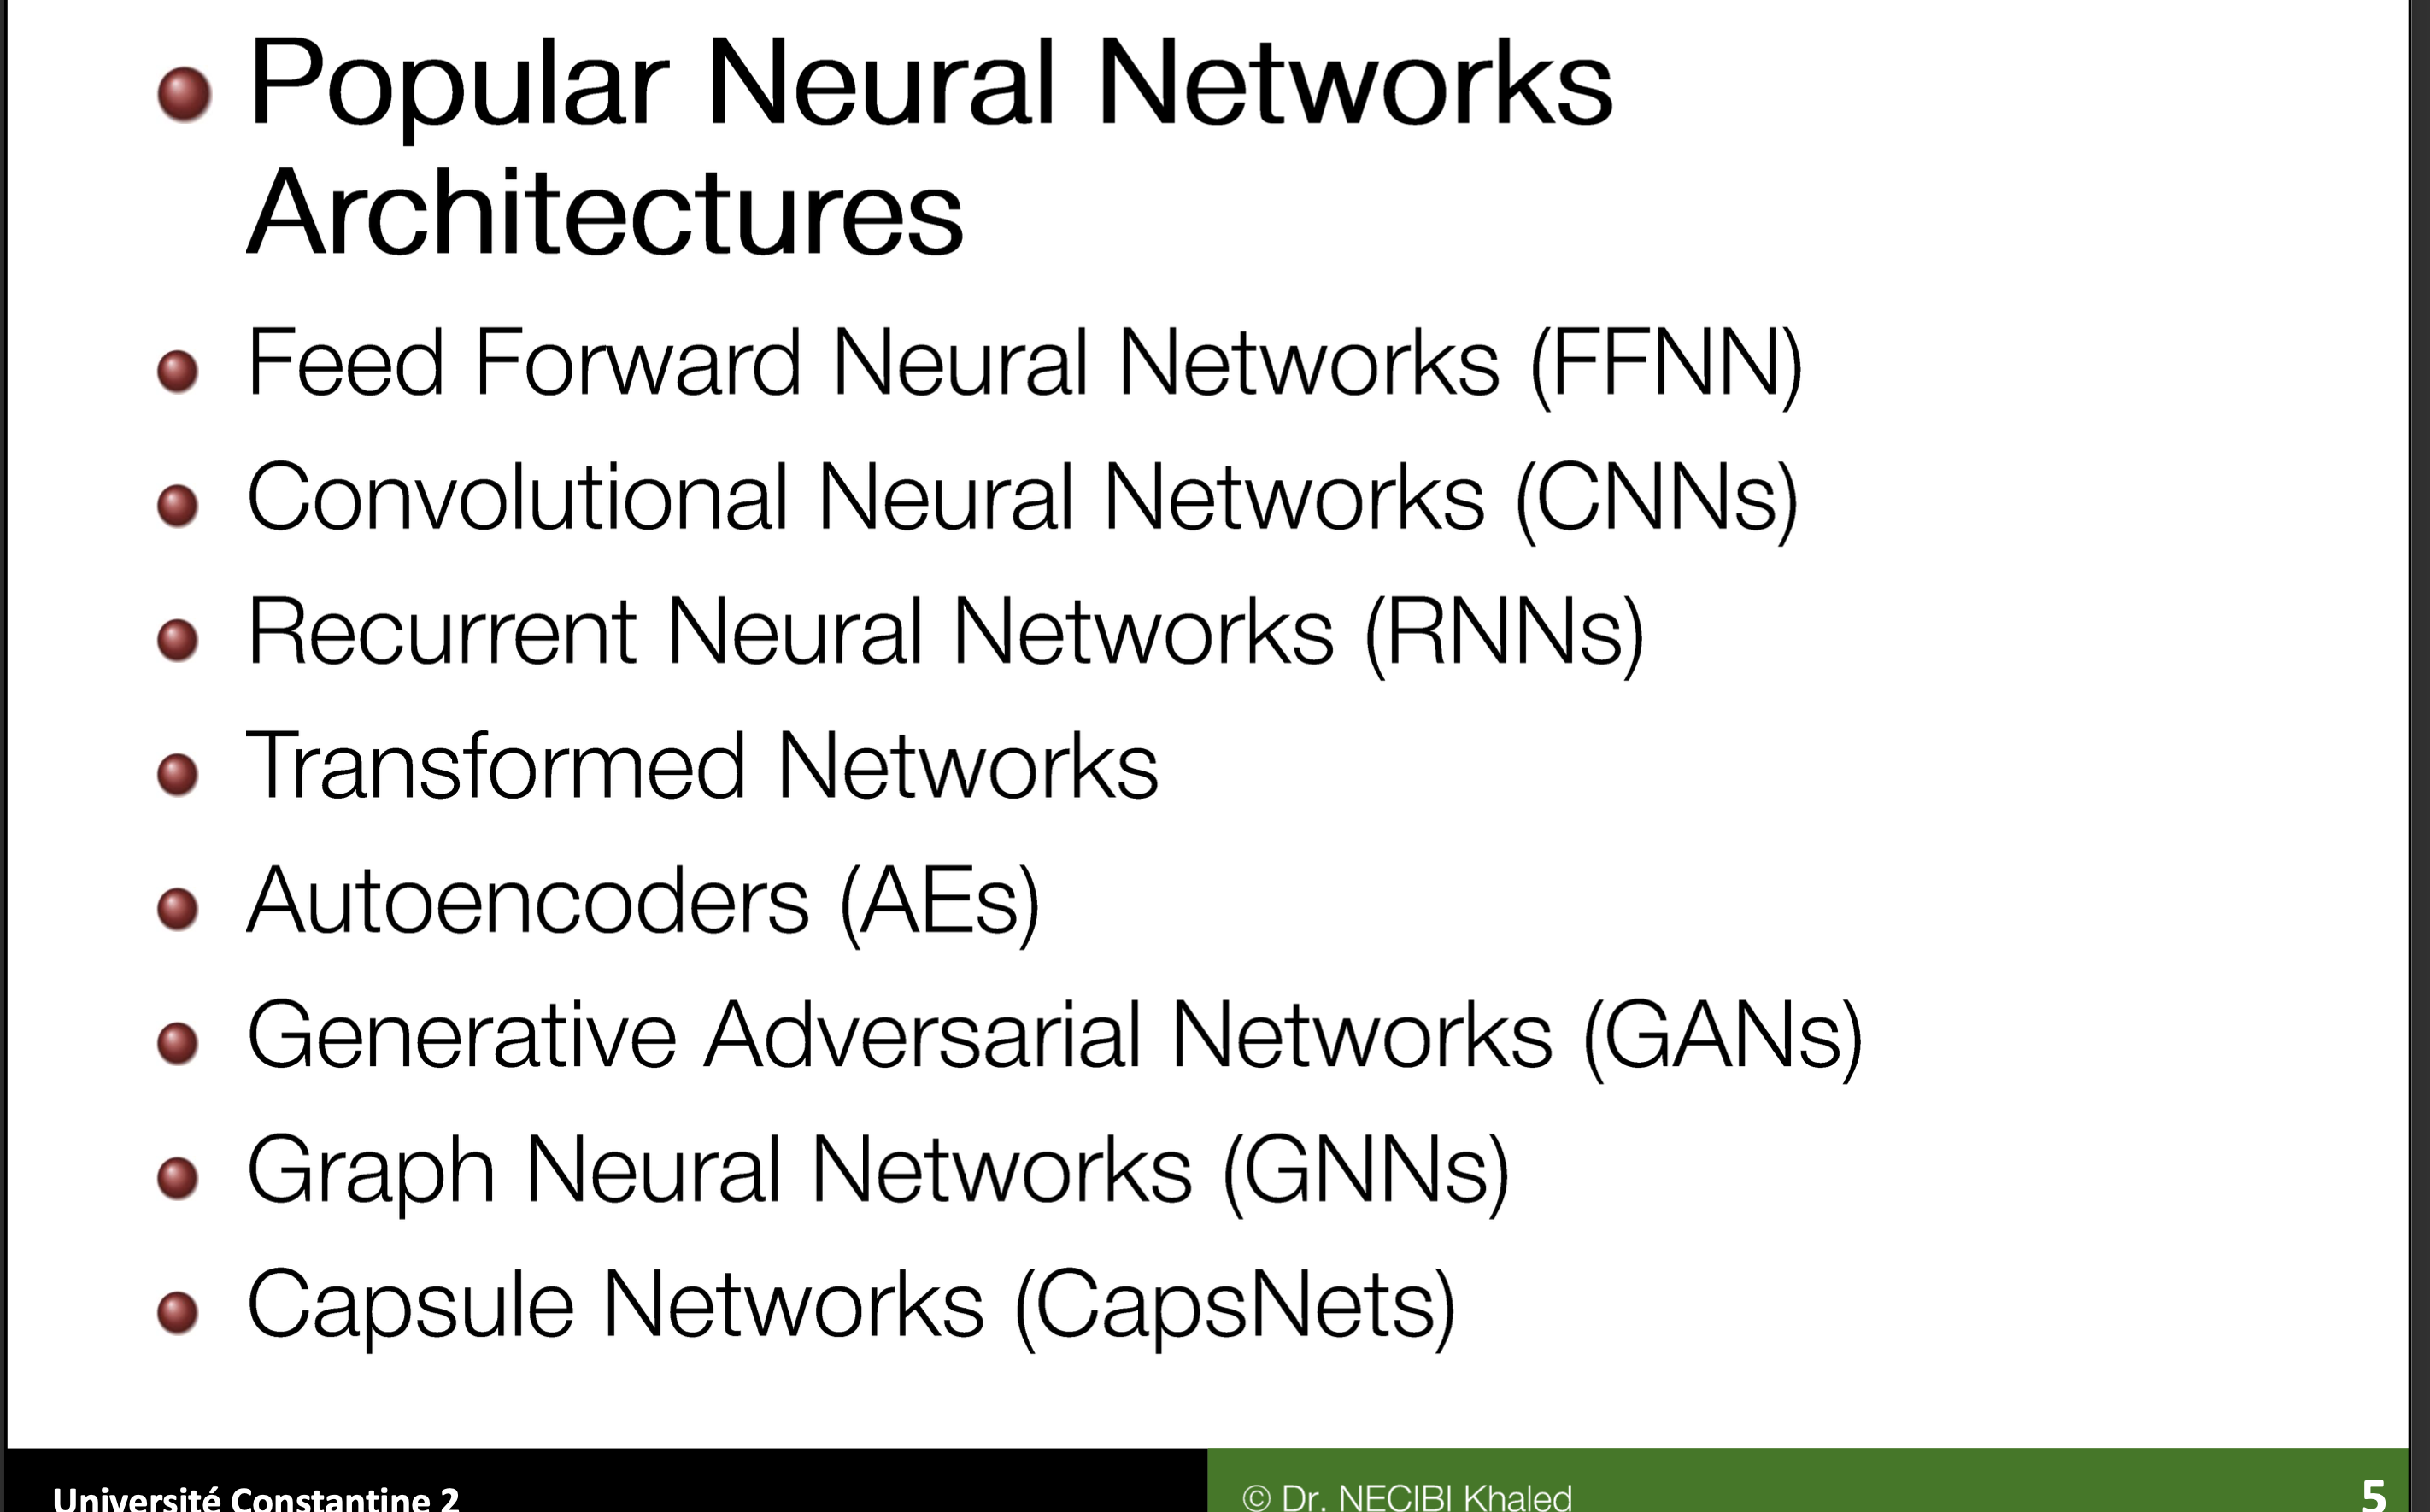 Popular Neural Networks
Architectures
Feed Forward Neural Networks (FFNN)
Convolutional Neural Networks (CNNs)
Recurrent Neural Networks (RNNs)
Transformed Networks
Autoencoders (AEs)
Generative Adversarial Networks (GANs)
Graph Neural Networks (GNNs)
Capsule Networks (CapsNets)
Université Constantine 2
© Dr. NECIBI Khaled
5